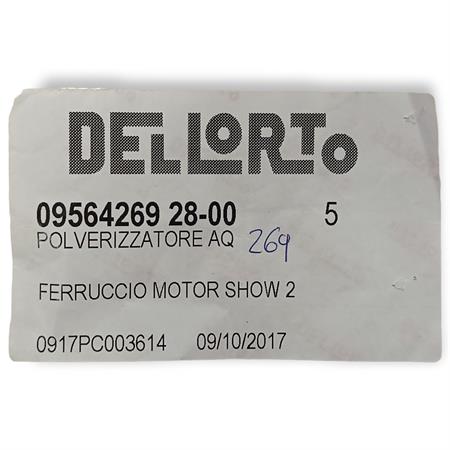 DELLORTO
09564269 28-00 5
POLVERIZZATORE AQ 269
FERRUCCIO MOTOR SHOW 2
0917PC003614 09/10/2017